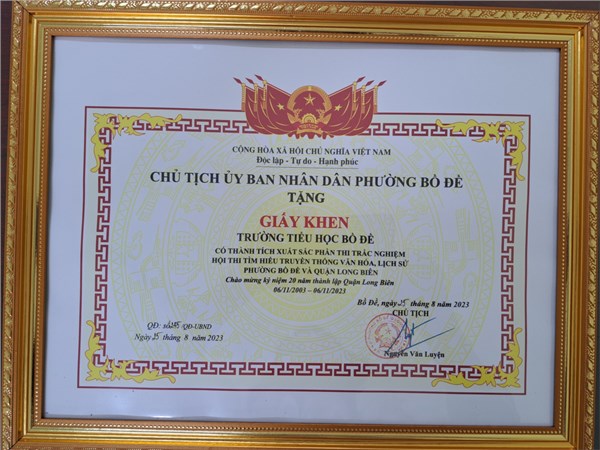 CỘNG HÒA XÃ HỘI CHỦ NGHĨA VIỆT NAM
Độc lập - Tự do - Hạnh phúc
CHỦ TỊCH ỦY BAN NHÂN DÂN PHƯỜNG BỒ ĐỀ
TẶNG
GIẤY KHEN
TRƯỜNG TIỂU HỌC BỒ ĐỀ
CÓ THÀNH TÍCH XUẤT SẮC PHẦN THI TRẮC NGHIỆM
HỘI THI TÌM HIỂU TRUYỀN THỐNG VĂN HÓA, LỊCH SỬ
PHƯỜNG BỒ ĐỀ VÀ QUẬN LONG BIÊN
Chào mừng kỷ niệm 20 năm thành lập Quận Long Biên
06/11/2003 - 06/11/2023
Bồ Đề, ngày 25 tháng 8 năm 2023
CHỦ TỊCH
QĐ: số /QĐ-UBND
Ngày 25 tháng 8 năm 2023
Nguyễn Văn Luyện